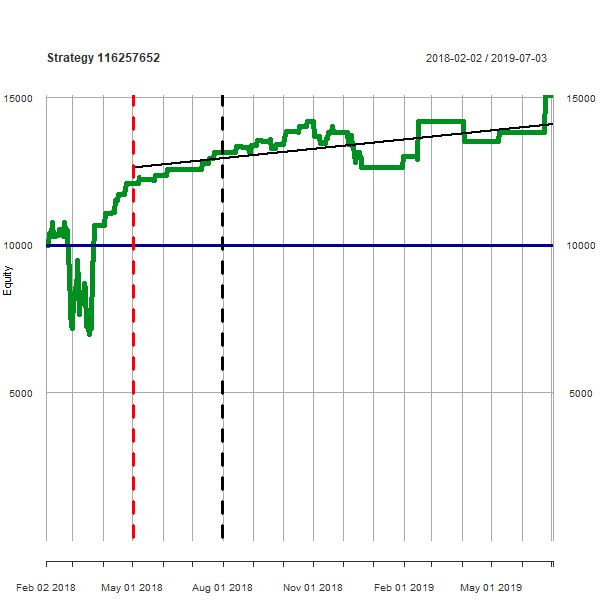 Strategy 116257652
2018-02-02 / 2019-07-03
15000 15000
10000 10000
Equity
5000 5000
Feb 02 2018 May 01 2018 Aug 01 2018 Nov 01 2018 Feb 01 2019 May 01 2019